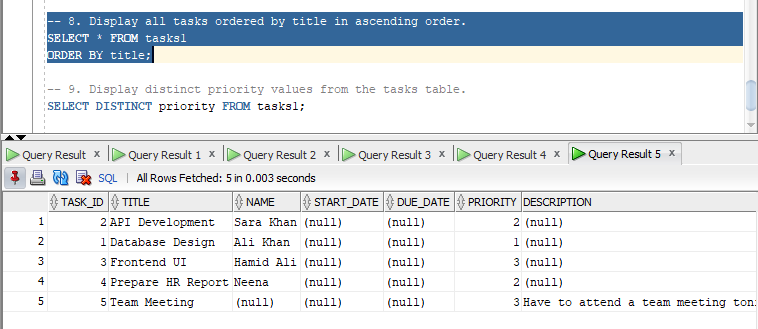 -- 8. Display all tasks ordered by title in ascending order.
SELECT * FROM tasks1
ORDER BY title;
-- 9. Display distinct priority values from the tasks table.
SELECT DISTINCT priority FROM tasks1;
Query Result x Query Result 1 x Query Result 2 x Query Result 3 x Query Result 4 x Query Result 5 x
SQL | All Rows Fetched: 5 in 0.003 seconds
TASK_ID TITLE NAME START_DATE DUE_DATE PRIORITY DESCRIPTION
1 2 API Development Sara Khan (null) (null) 2 (null)
2 1 Database Design Ali Khan (null) (null) 1 (null)
3 3 Frontend UI Hamid Ali (null) (null) 3 (null)
4 4 Prepare HR Report Neena (null) (null) 2 (null)
5 5 Team Meeting (null) (null) (null) 3 Have to attend a team meeting